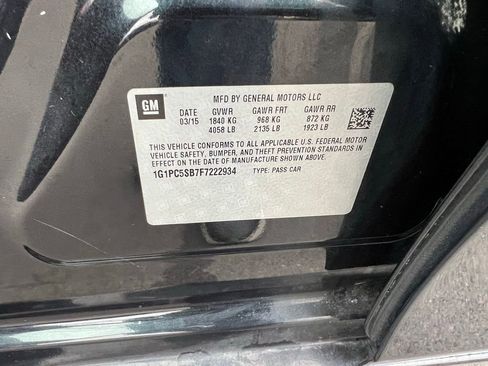 GM
MFD BY GENERAL MOTORS LLC
DATE GVWR GAWR FRT GAWR RR
03/15 1840 KG 968 KG 872 KG
4058 LB 2135 LB 1923 LB
THIS VEHICLE CONFORMS TO ALL APPLICABLE U.S. FEDERAL MOTOR
VEHICLE SAFETY, BUMPER, AND THEFT PREVENTION STANDARDS IN
EFFECT ON THE DATE OF MANUFACTURE SHOWN ABOVE.
1G1PC5SB7F7222934 TYPE: PASS CAR